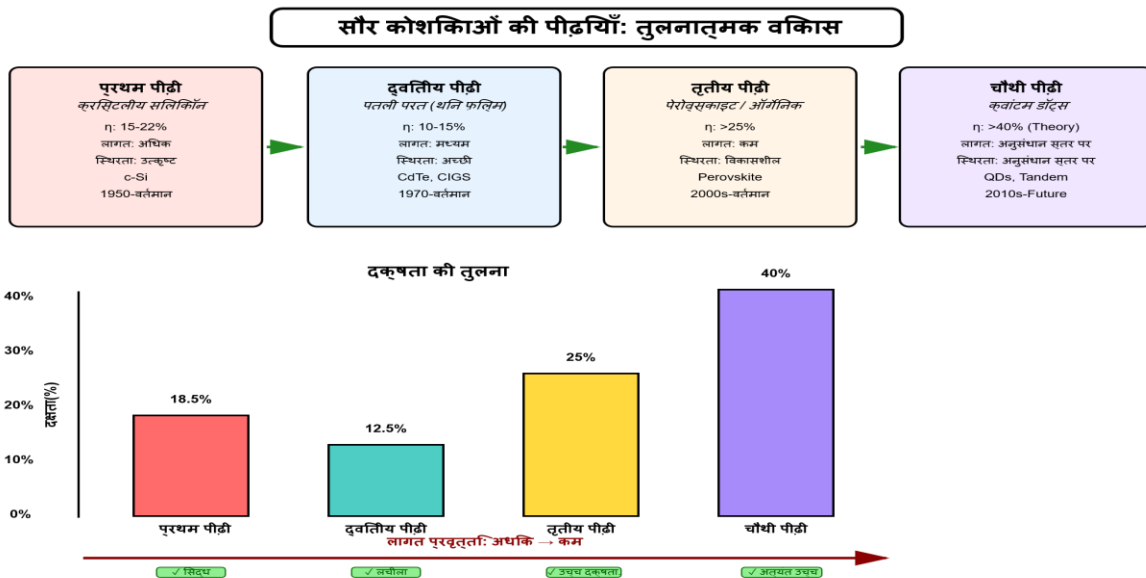 सौर कोशिकाओं की पीढ़ियाँ: तुलनात्मक विकास
प्रथम पीढ़ी
क्रिस्टलीय सिलिकॉन
η: 15-22%
लागत: अधिक
स्थिरता: उत्कृष्ट
c-Si
1950-वर्तमान
द्वितीय पीढ़ी
पतली परत (थिन फिल्म)
η: 10-15%
लागत: मध्यम
स्थिरता: अच्छी
CdTe, CIGS
1970-वर्तमान
तृतीय पीढ़ी
पेरोव्स्काइट / ऑर्गेनिक
η: >25%
लागत: कम
स्थिरता: विकासशील
Perovskite
2000s-वर्तमान
चौथी पीढ़ी
क्वांटम डॉट्स
η: >40% (Theory)
लागत: अनुसंधान स्तर पर
स्थिरता: अनुसंधान स्तर पर
QDs, Tandem
2010s-Future
दक्षता की तुलना
दक्षता(%)
40%
30%
20%
10%
0%
18.5%
12.5%
25%
40%
प्रथम पीढ़ी
द्वितीय पीढ़ी
तृतीय पीढ़ी
चौथी पीढ़ी
लागत प्रवृत्ति: अधिक → कम
✓ सिद्ध
✓ लचीला
✓ उच्च दक्षता
✓ अत्यत उच्च